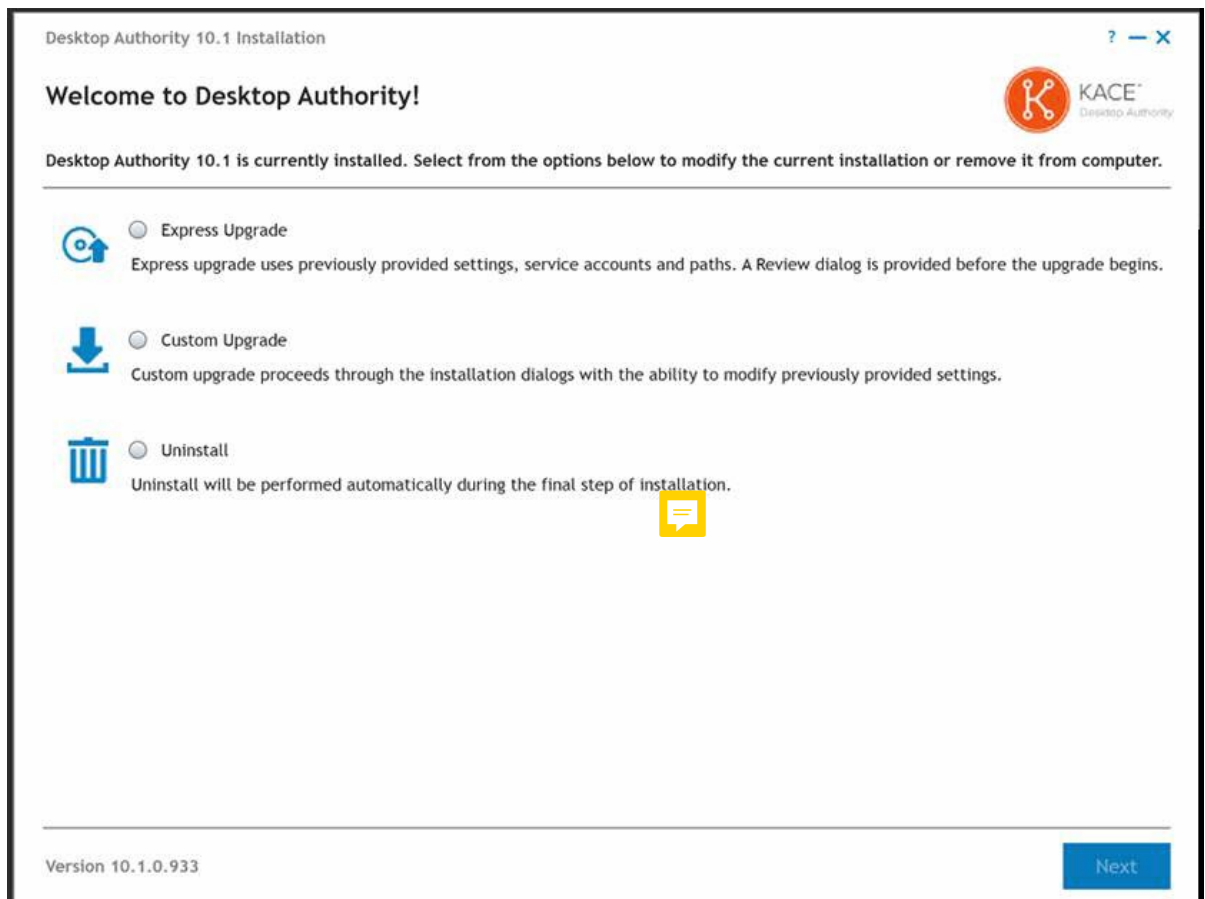 Desktop Authority 10.1 Installation
? — X
Welcome to Desktop Authority!
KACE
Desktop Authority
Desktop Authority 10.1 is currently installed. Select from the options below to modify the current installation or remove it from computer.
Express Upgrade
Express upgrade uses previously provided settings, service accounts and paths. A Review dialog is provided before the upgrade begins.
Custom Upgrade
Custom upgrade proceeds through the installation dialogs with the ability to modify previously provided settings.
Uninstall
Uninstall will be performed automatically during the final step of installation.
Version 10.1.0.933
Next